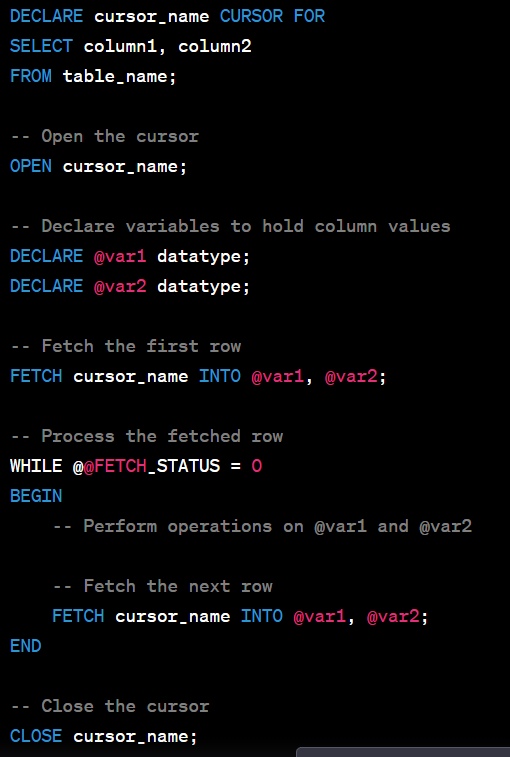 DECLARE cursor_name CURSOR FOR
SELECT column1, column2
FROM table_name;
-- Open the cursor
OPEN cursor_name;
-- Declare variables to hold column values
DECLARE @var1 datatype;
DECLARE @var2 datatype;
-- Fetch the first row
FETCH cursor_name INTO @var1, @var2;
-- Process the fetched row
WHILE @@FETCH_STATUS = 0
BEGIN
    -- Perform operations on @var1 and @var2
    -- Fetch the next row
    FETCH cursor_name INTO @var1, @var2;
END
-- Close the cursor
CLOSE cursor_name;